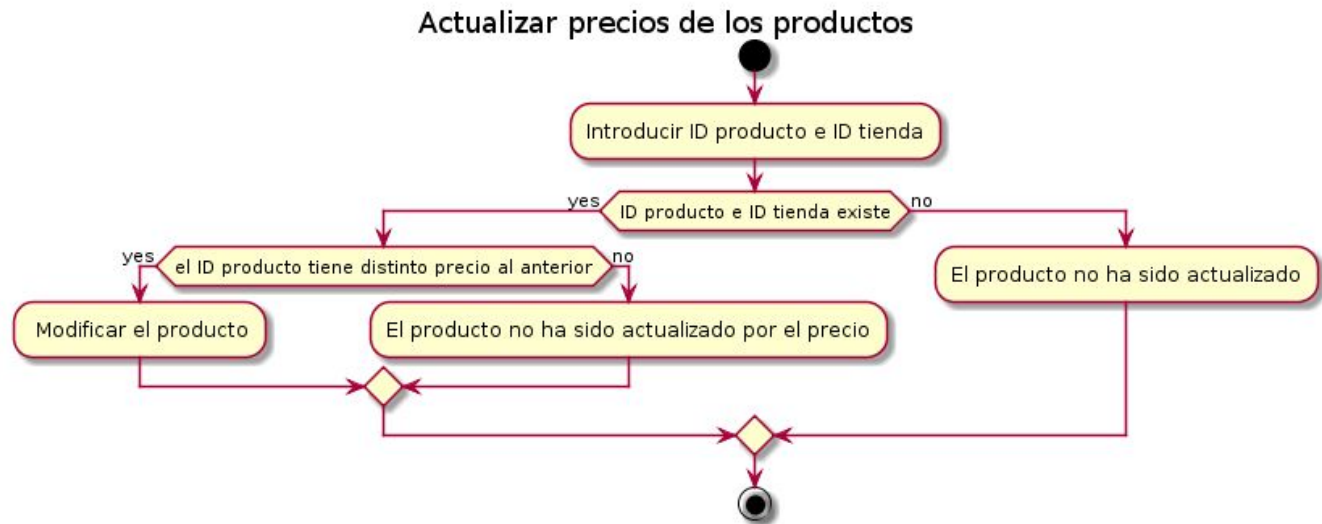 Actualizar precios de los productos
Introducir ID producto e ID tienda
yes
ID producto e ID tienda existe
no
yes
el ID producto tiene distinto precio al anterior
no
El producto no ha sido actualizado
Modificar el producto
El producto no ha sido actualizado por el precio